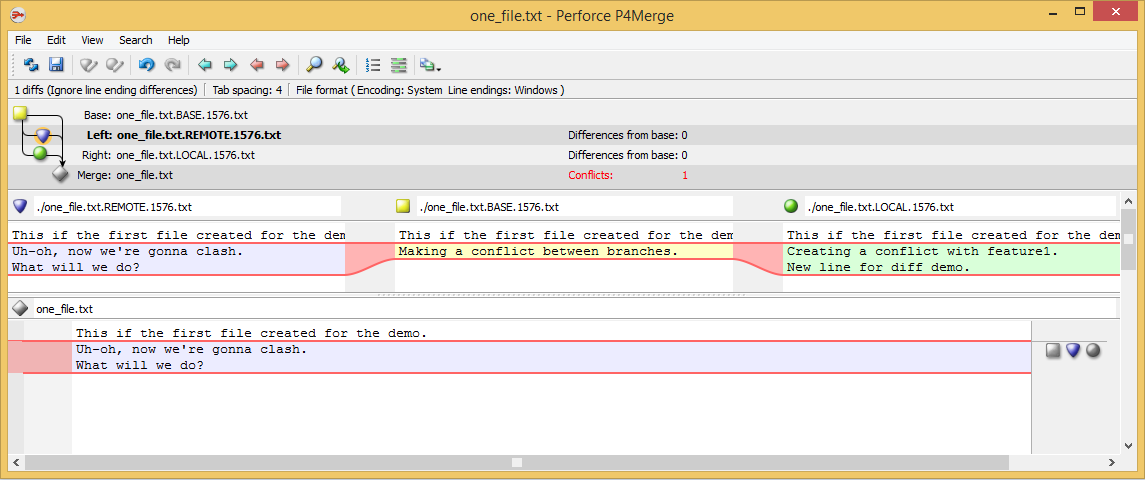 one_file.txt - Perforce P4Merge
File Edit View Search Help
1 diffs (Ignore line ending differences) Tab spacing: 4 File format ( Encoding: System Line endings: Windows )
Base: one_file.txt.BASE.1576.txt
Left: one_file.txt.REMOTE.1576.txt Differences from base: 0
Right: one_file.txt.LOCAL.1576.txt Differences from base: 0
Merge: one_file.txt Conflicts: 1
./one_file.txt.REMOTE.1576.txt ./one_file.txt.BASE.1576.txt ./one_file.txt.LOCAL.1576.txt
This if the first file created for the dem This if the first file created for the dem This if the first file created for the dem
Uh-oh, now we're gonna clash. Making a conflict between branches. Creating a conflict with feature1.
What will we do? New line for diff demo.
one_file.txt
This if the first file created for the demo.
Uh-oh, now we're gonna clash.
What will we do?